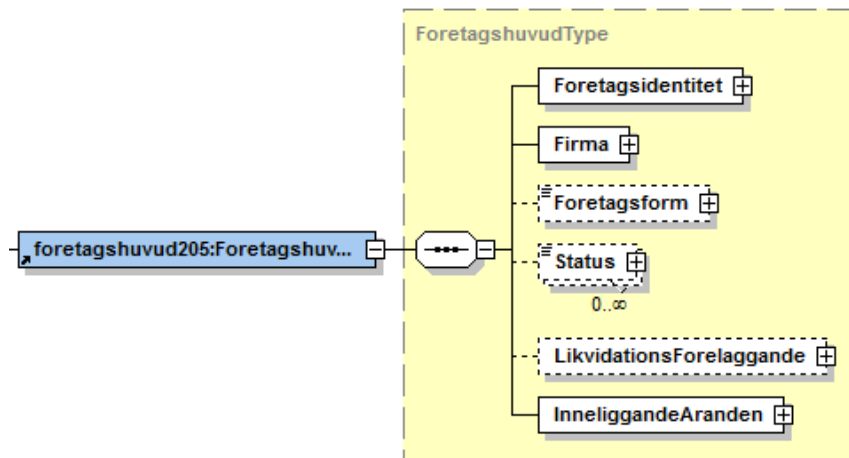 ForetagshuvudType
Foretagsidentitet
Firma
Foretagsform
foretagshuvud205:Foretagshuv...
Status
0..∞
LikvidationsForelaggande
InneliggandeAranden